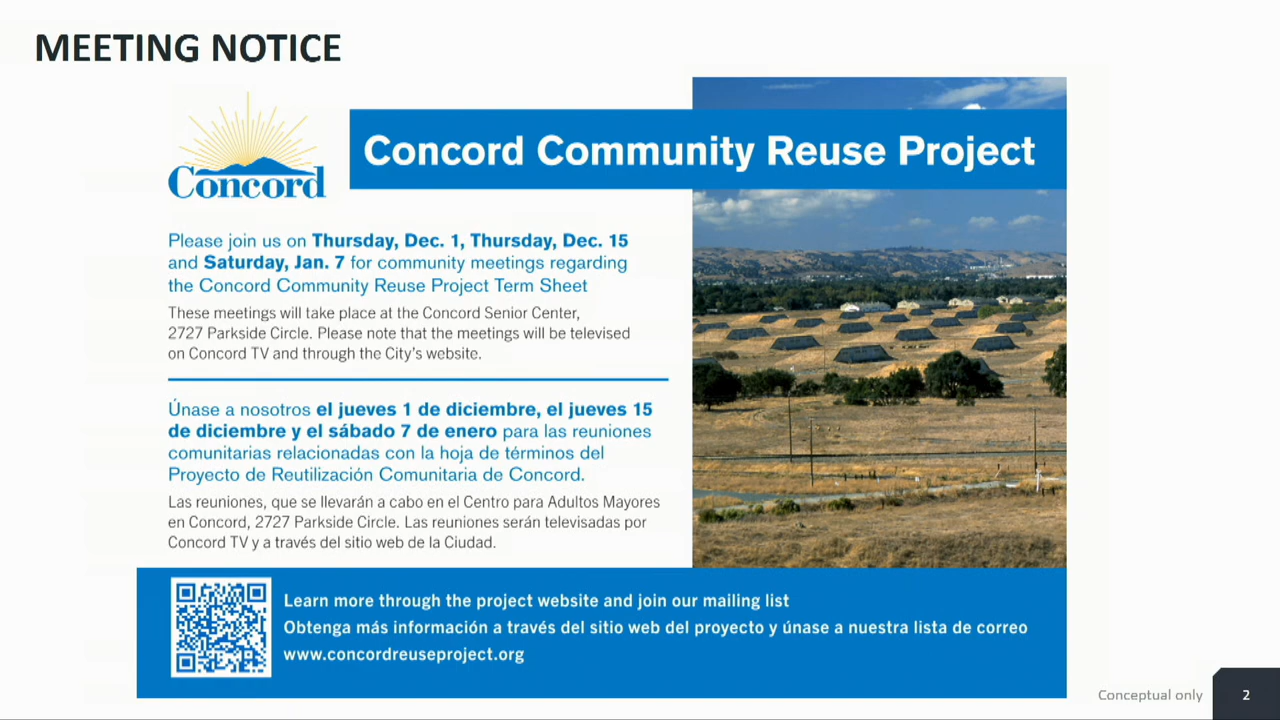 MEETING NOTICE
Concord
Concord Community Reuse Project
Please join us on Thursday, Dec. 1, Thursday, Dec. 15
and Saturday, Jan. 7 for community meetings regarding
the Concord Community Reuse Project Term Sheet
These meetings will take place at the Concord Senior Center,
2727 Parkside Circle. Please note that the meetings will be televised
on Concord TV and through the City's website.
Únase a nosotros el jueves 1 de diciembre, el jueves 15
de diciembre y el sábado 7 de enero para las reuniones
comunitarias relacionadas con la hoja de términos del
Proyecto de Reutilización Comunitaria de Concord.
Las reuniones, que se llevarán a cabo en el Centro para Adultos Mayores
en Concord, 2727 Parkside Circle. Las reuniones serán televisadas por
Concord TV y a través del sitio web de la Ciudad.
Learn more through the project website and join our mailing list
Obtenga más información a través del sitio web del proyecto y únase a nuestra lista de correo
www.concordreuseproject.org
Conceptual only
2